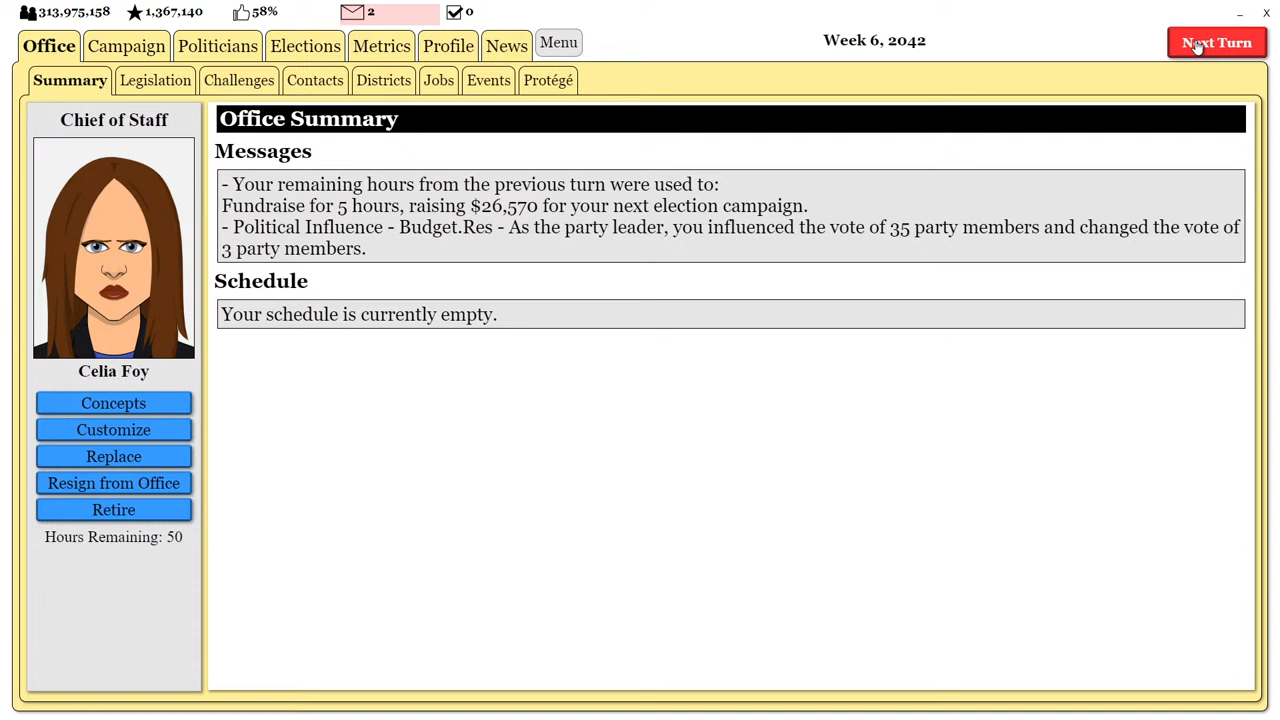 313,975,158 1,367,140 58% 2 0 _ X
Office Campaign Politicians Elections Metrics Profile News Menu Week 6, 2042 Next Turn
Summary Legislation Challenges Contacts Districts Jobs Events Protégé
Chief of Staff
Celia Foy
Concepts
Customize
Replace
Resign from Office
Retire
Hours Remaining: 50
Office Summary
Messages
- Your remaining hours from the previous turn were used to:
Fundraise for 5 hours, raising $26,570 for your next election campaign.
- Political Influence - Budget.Res - As the party leader, you influenced the vote of 35 party members and changed the vote of
3 party members.
Schedule
Your schedule is currently empty.